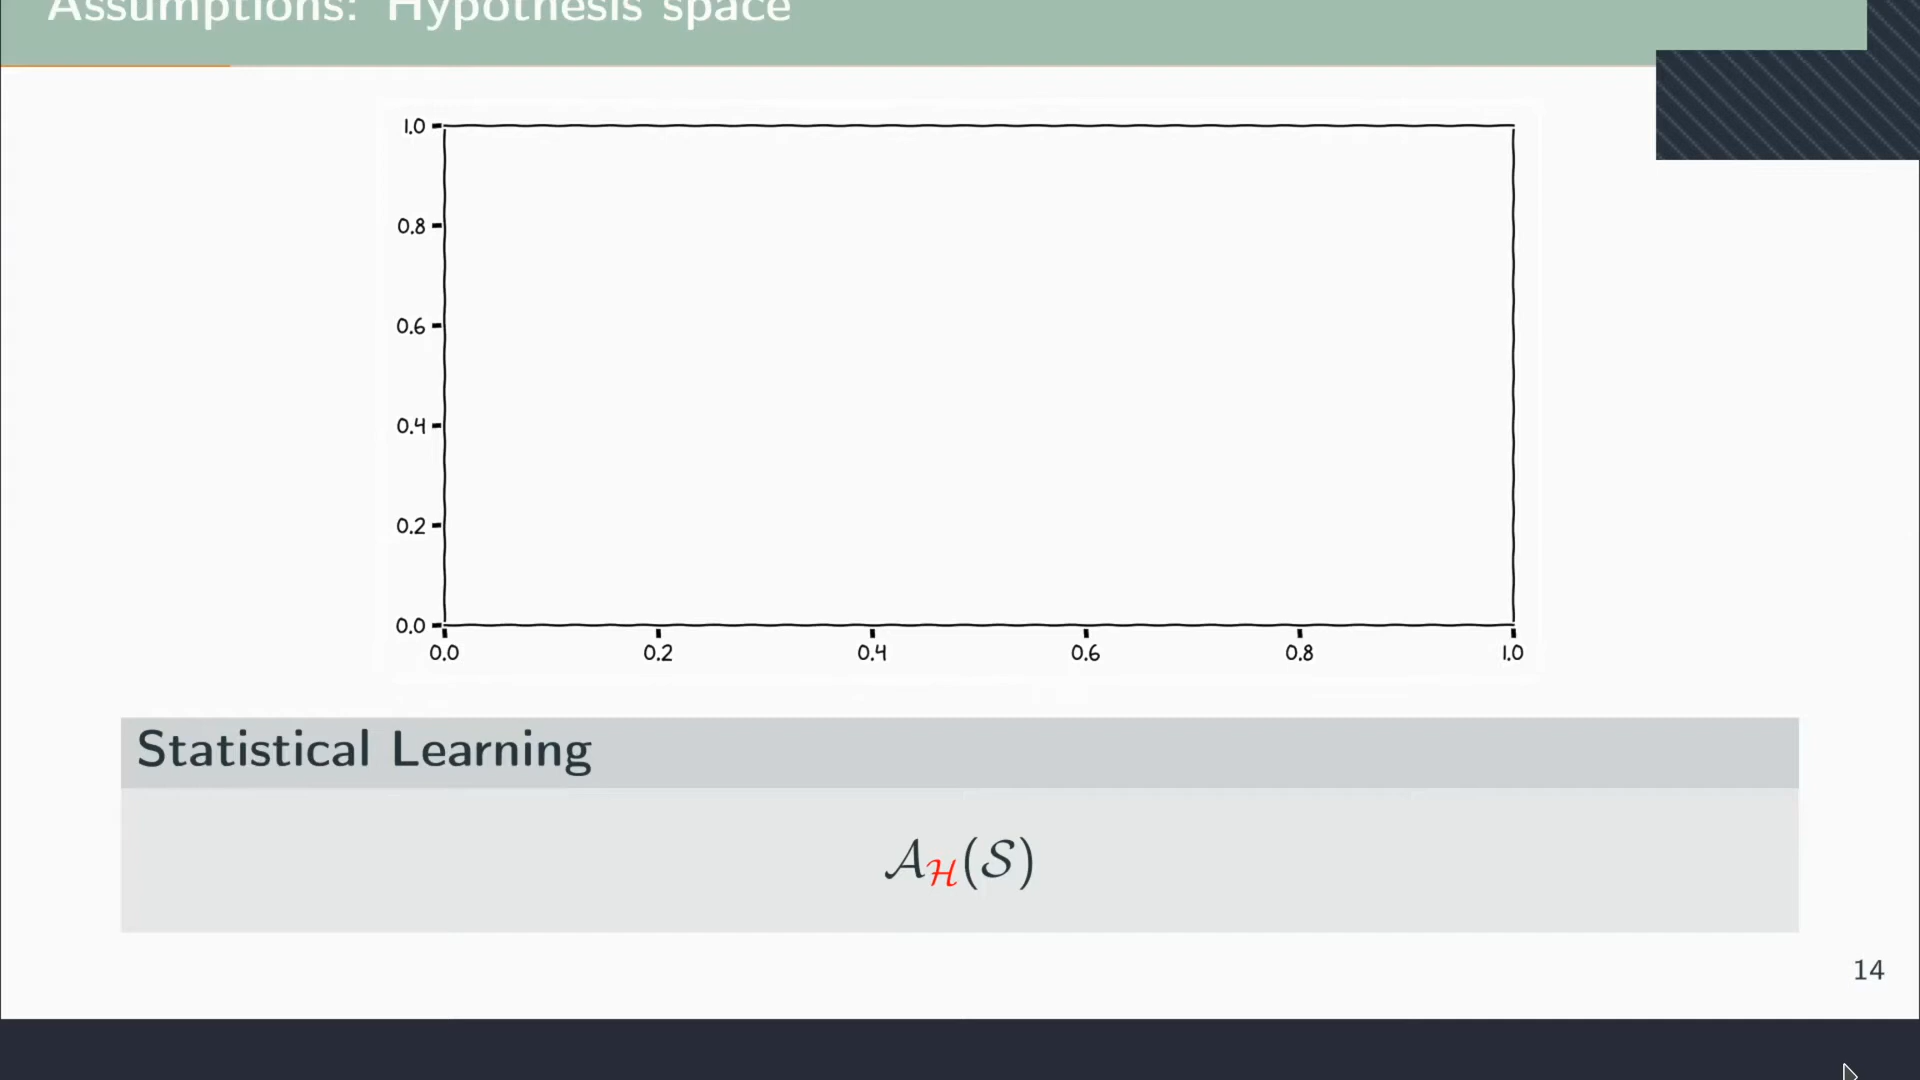 Assumptions: Hypothesis space
1.0
0.8
0.6
0.4
0.2
0.0
0.0 0.2 0.4 0.6 0.8 1.0
Statistical Learning
𝒜_ℋ(𝒮)
14